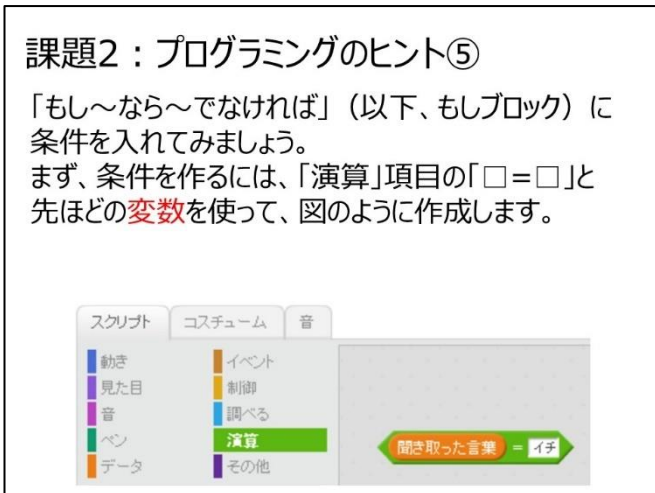 課題2:プログラミングのヒント⑤
「もし～なら～でなければ」（以下、もしブロック）に
条件を入れてみましょう。
まず、条件を作るには、「演算」項目の「□=□」と
先ほどの変数を使って、図のように作成します。
スクリプト コスチューム 音
動き イベント
見た目 制御
音 調べる
ペン 演算
データ その他
聞き取った言葉 = イチ